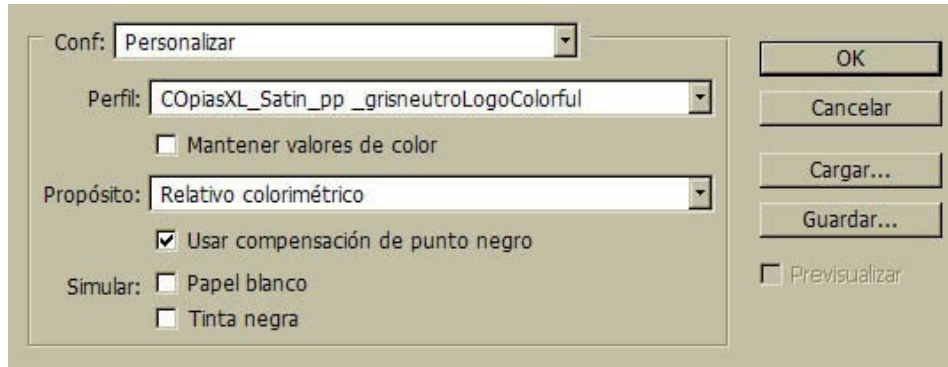 Conf: Personalizar
Perfil: COpiasXL_Satin_pp _grisneutroLogoColorful
Mantener valores de color
Propósito: Relativo colorimétrico
Usar compensación de punto negro
Simular: Papel blanco
Tinta negra
OK
Cancelar
Cargar...
Guardar...
Previsualizar